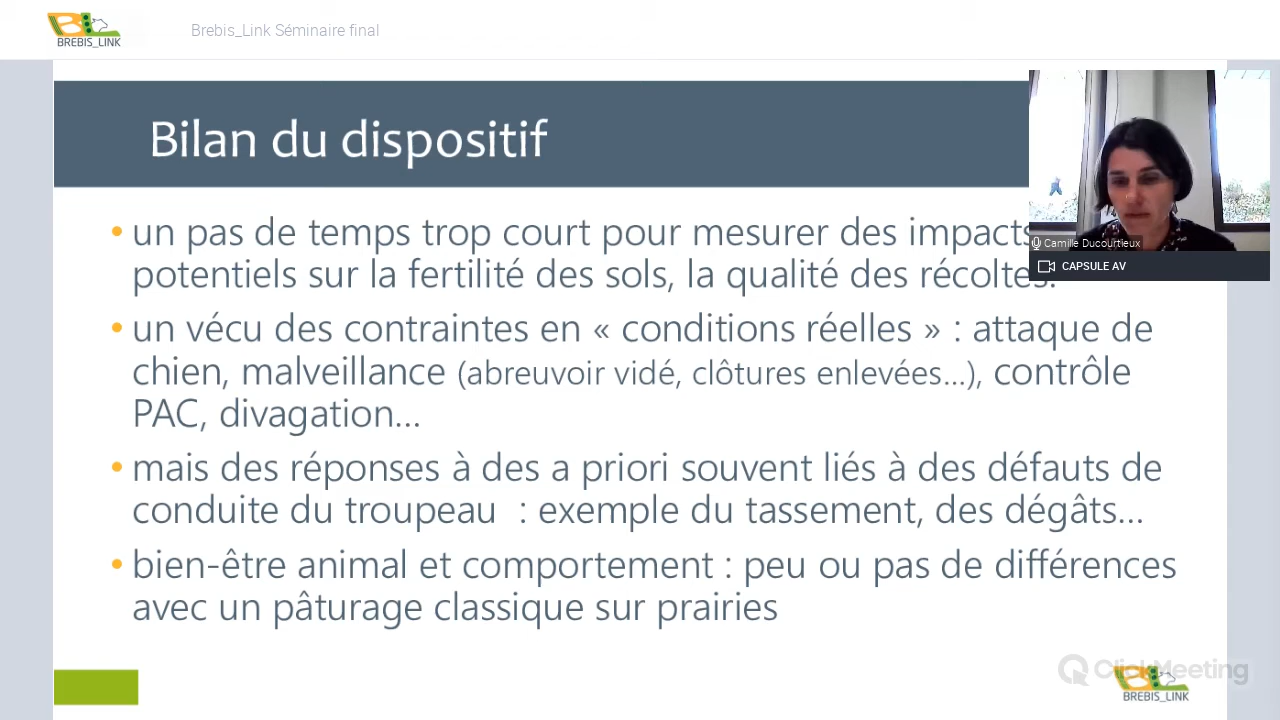 BREBIS_LINK
Brebis_Link Séminaire final
Bilan du dispositif
• un pas de temps trop court pour mesurer des impacts
potentiels sur la fertilité des sols, la qualité des récoltes.
• un vécu des contraintes en « conditions réelles » : attaque de
chien, malveillance (abreuvoir vidé, clôtures enlevées…), contrôle
PAC, divagation…
• mais des réponses à des a priori souvent liés à des défauts de
conduite du troupeau  : exemple du tassement, des dégâts…
• bien-être animal et comportement : peu ou pas de différences
avec un pâturage classique sur prairies
Camille Ducourtieux
CAPSULE AV
ClickMeeting
BREBIS_LINK